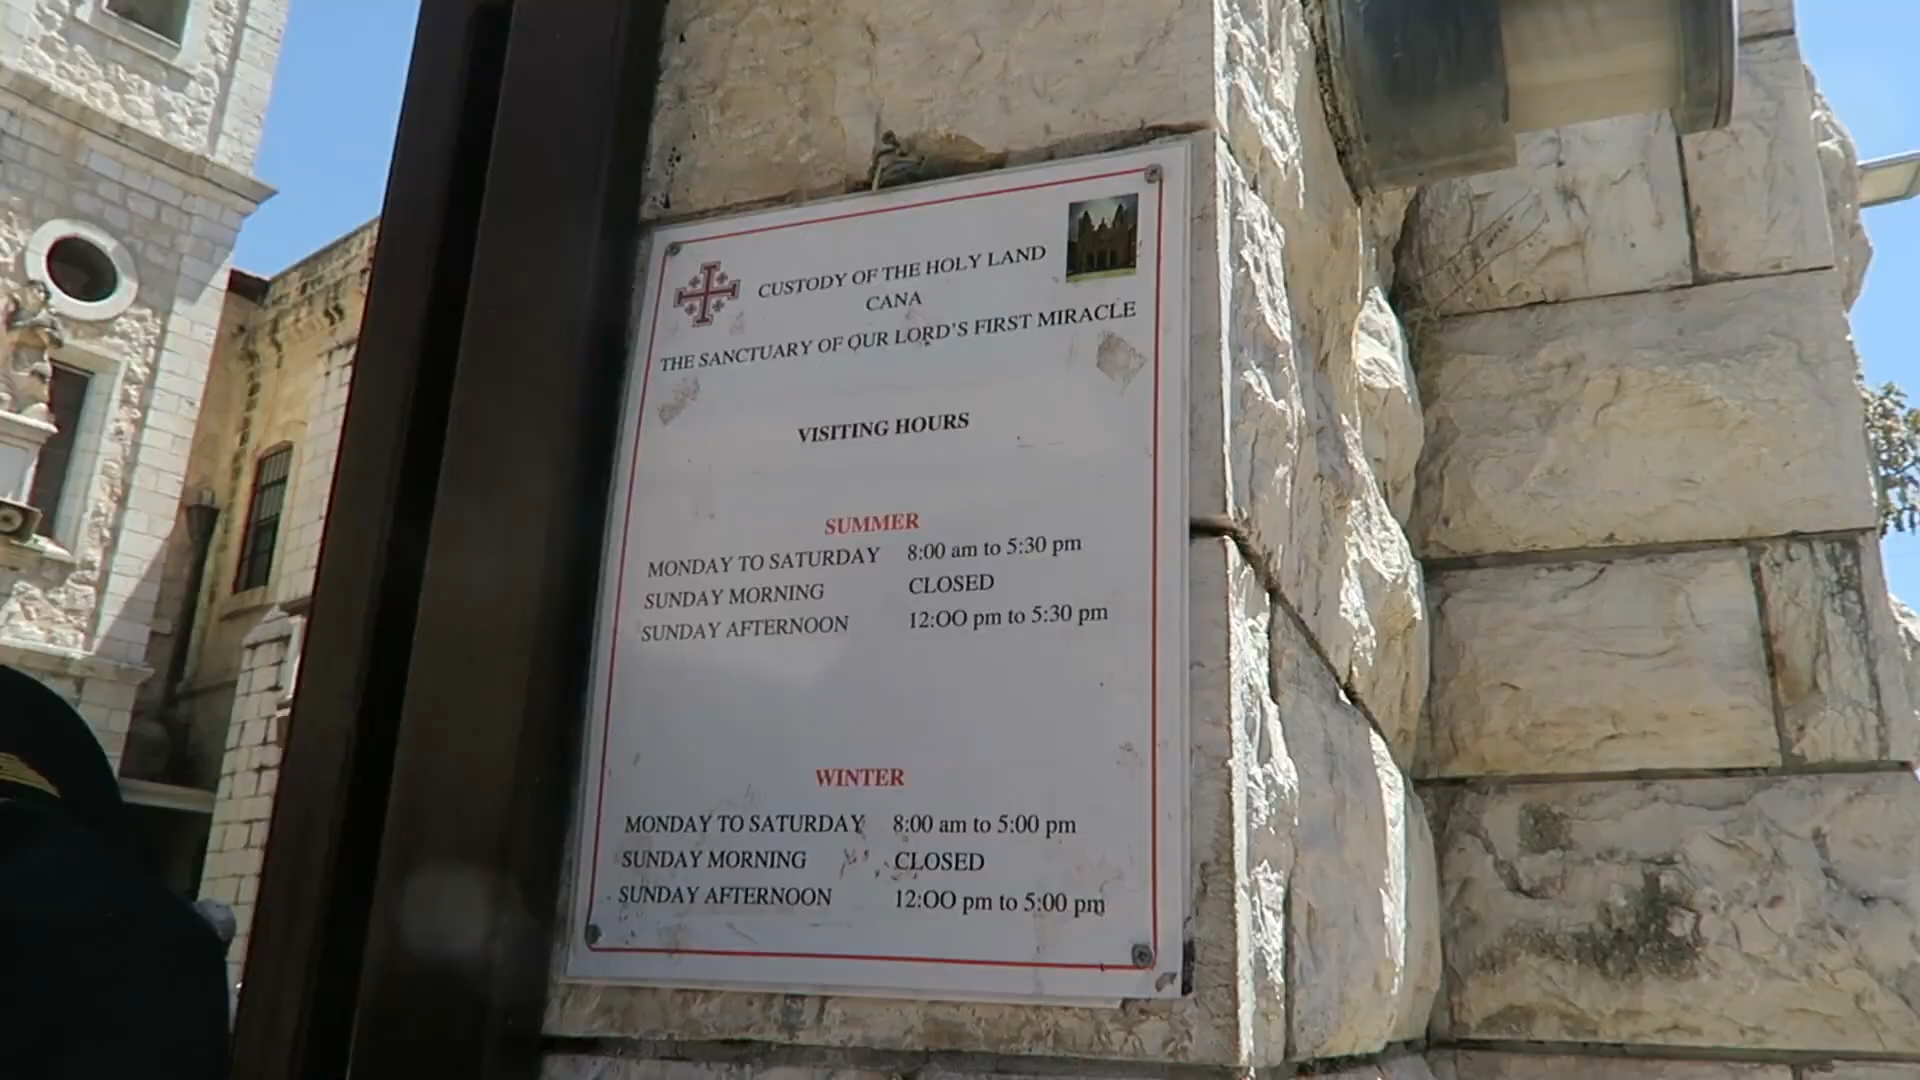 CUSTODY OF THE HOLY LAND
CANA
THE SANCTUARY OF OUR LORD'S FIRST MIRACLE
VISITING HOURS
SUMMER
MONDAY TO SATURDAY 8:00 am to 5:30 pm
SUNDAY MORNING CLOSED
SUNDAY AFTERNOON 12:OO pm to 5:30 pm
WINTER
MONDAY TO SATURDAY 8:00 am to 5:00 pm
SUNDAY MORNING CLOSED
SUNDAY AFTERNOON 12:OO pm to 5:00 pm